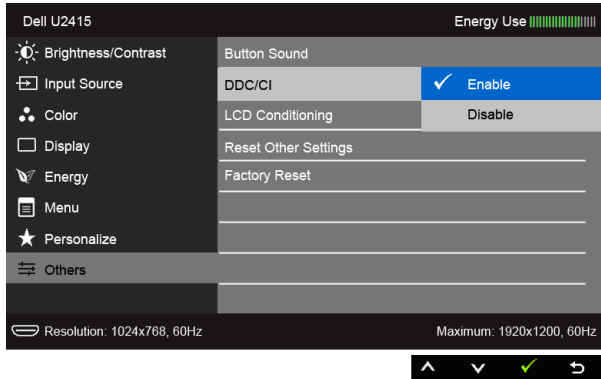 Dell U2415 Energy Use
Brightness/Contrast Button Sound
Input Source DDC/CI Enable
Color LCD Conditioning Disable
Display Reset Other Settings
Energy Factory Reset
Menu
Personalize
Others
Resolution: 1024x768, 60Hz Maximum: 1920x1200, 60Hz